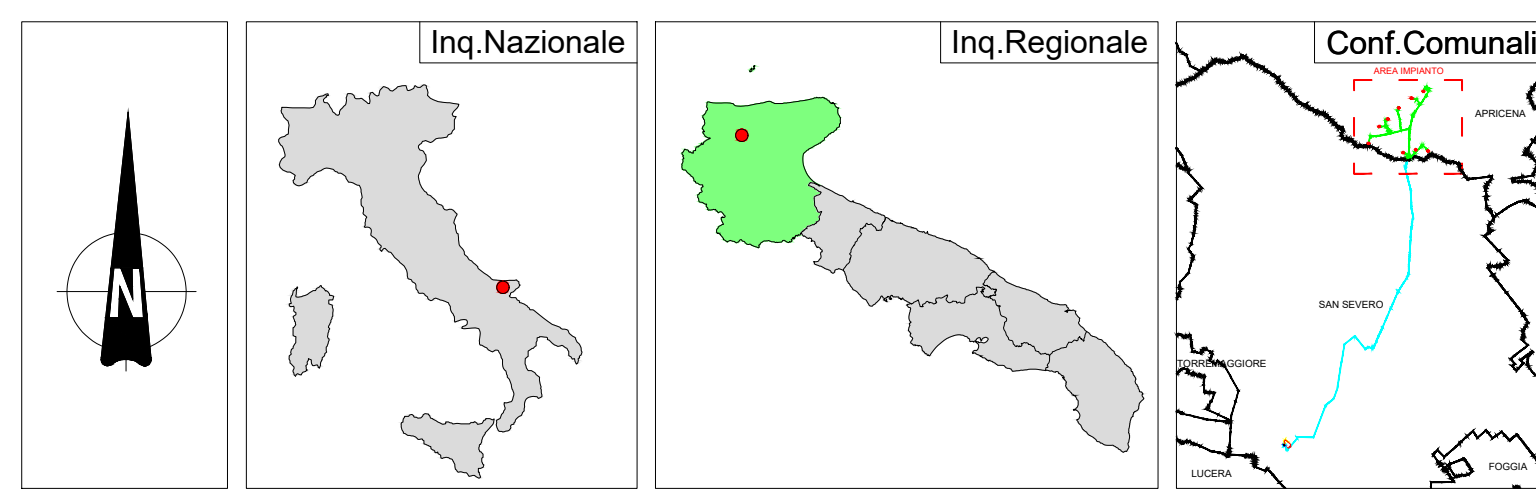 N
Inq.Nazionale
Inq.Regionale
Conf.Comunali
AREA IMPIANTO
APRICENA
SAN SEVERO
TORREMAGGIORE
LUCERA
FOGGIA